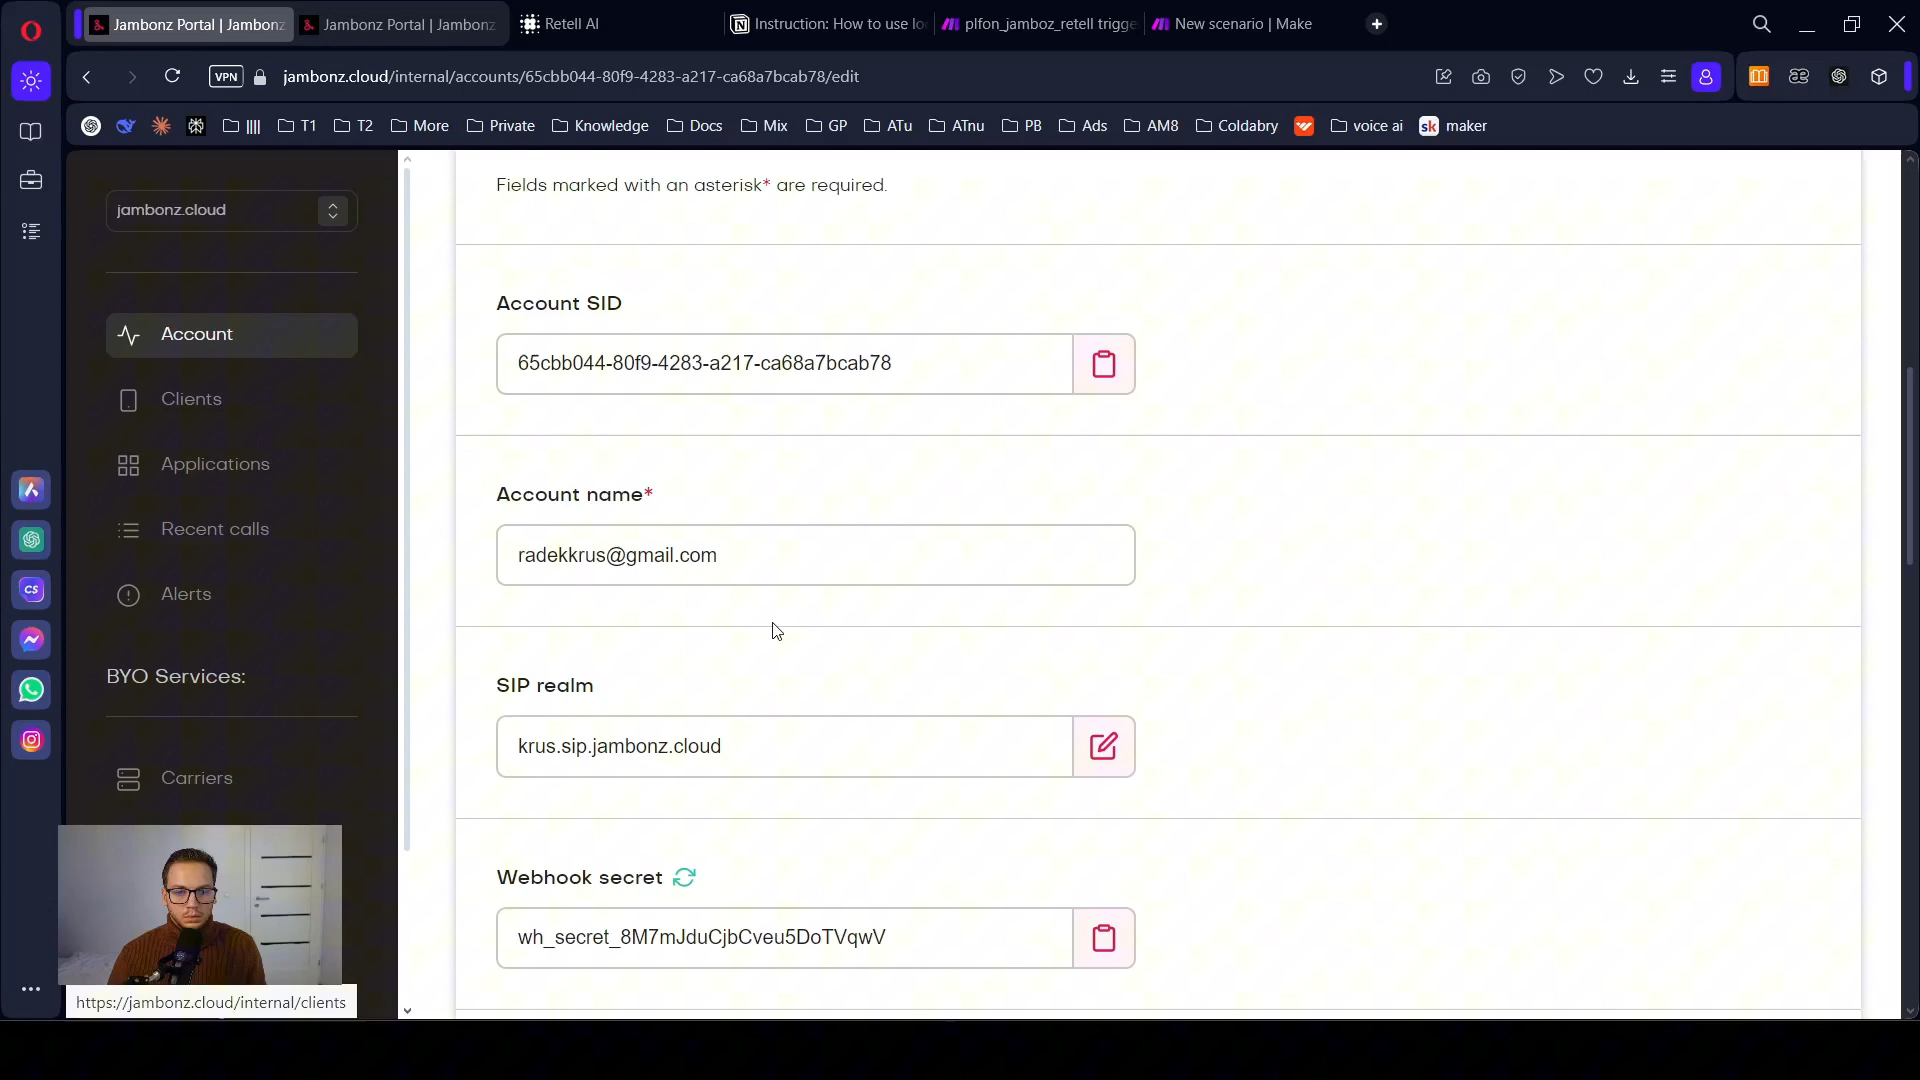 Jambonz Portal | Jambonz
Jambonz Portal | Jambonz
Retell AI
Instruction: How to use lo
plfon_jamboz_retell trigge
New scenario | Make
VPN
jambonz.cloud/internal/accounts/65cbb044-80f9-4283-a217-ca68a7bcab78/edit
||||
T1
T2
More
Private
Knowledge
Docs
Mix
GP
ATu
ATnu
PB
Ads
AM8
Coldabry
voice ai
sk
maker
jambonz.cloud
Account
Clients
Applications
Recent calls
Alerts
BYO Services:
Carriers
CS
https://jambonz.cloud/internal/clients
Fields marked with an asterisk* are required.
Account SID
65cbb044-80f9-4283-a217-ca68a7bcab78
Account name*
radekkrus@gmail.com
SIP realm
krus.sip.jambonz.cloud
Webhook secret
wh_secret_8M7mJduCjbCveu5DoTVqwV